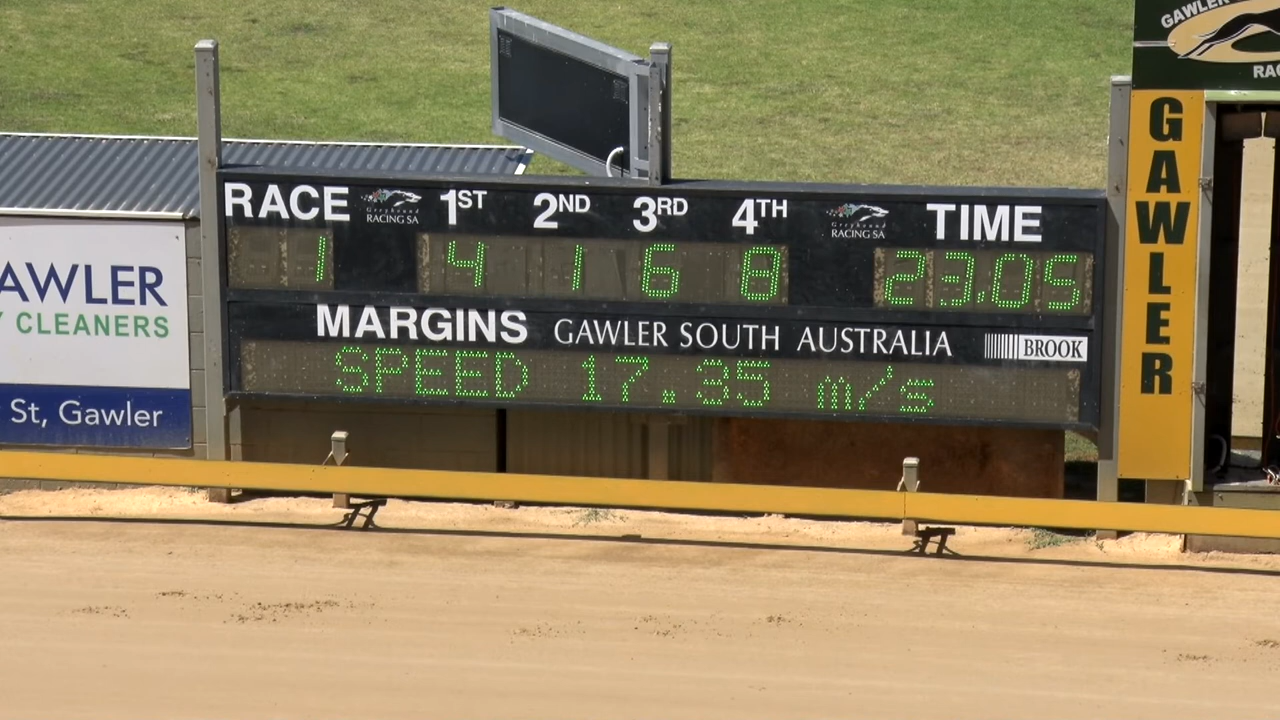 GAWLER
RAC
RACE
Greyhound
RACING SA
1ST 2ND 3RD 4TH
Greyhound
RACING SA
TIME
1 4 1 6 8 23.05
MARGINS GAWLER SOUTH AUSTRALIA BROOK
SPEED 17.35 m/s
AWLER
Y CLEANERS
St, Gawler
GAWLER